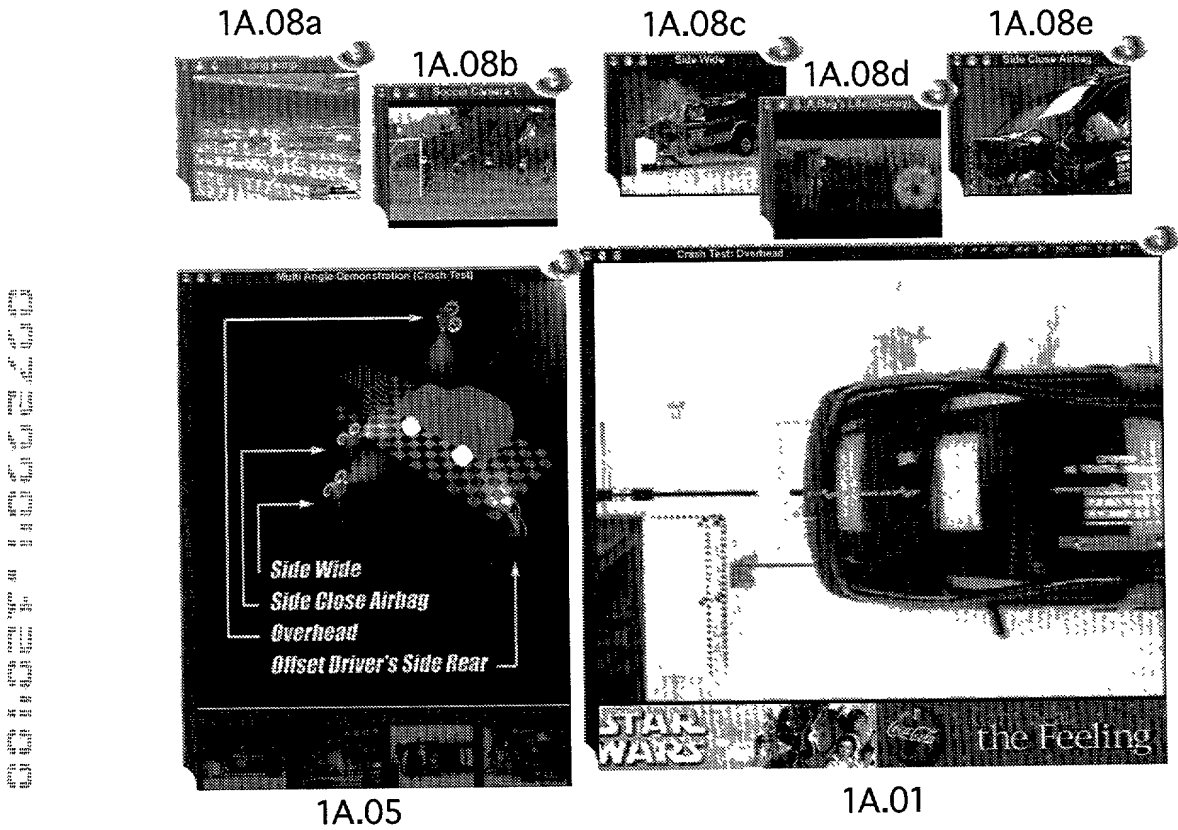 1A.08a
1A.08b
1A.08c
1A.08d
1A.08e
Side Wide
Side Close Airbag
Multi Angle Demonstration (Crash Test)
Crash Test: Overhead
Side Wide
Side Close Airbag
Overhead
Offset Driver's Side Rear
STAR
WARS
Coca-Cola
the Feeling
1A.05
1A.01